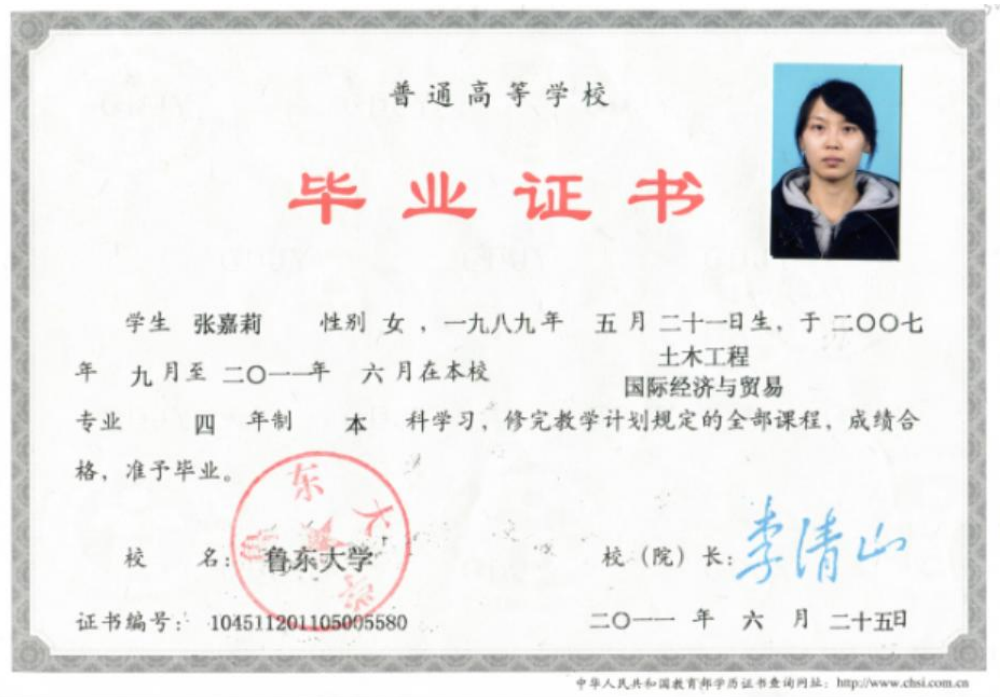 普通高等学校
毕业证书
学生 张嘉莉 性别 女，一九八九年 五月二十一日生，于二〇〇七
年 九月至二〇一一年 六月在本校 土木工程
国际经济与贸易
专业 四 年制 本 科学习，修完教学计划规定的全部课程，成绩合
格，准予毕业。
校 名：鲁东大学
校（院）长：李清山
证书编号：104511201105005580
二〇一一年 六月 二十五日
中华人民共和国教育部学历证书查询网址：http://www.chsi.com.cn